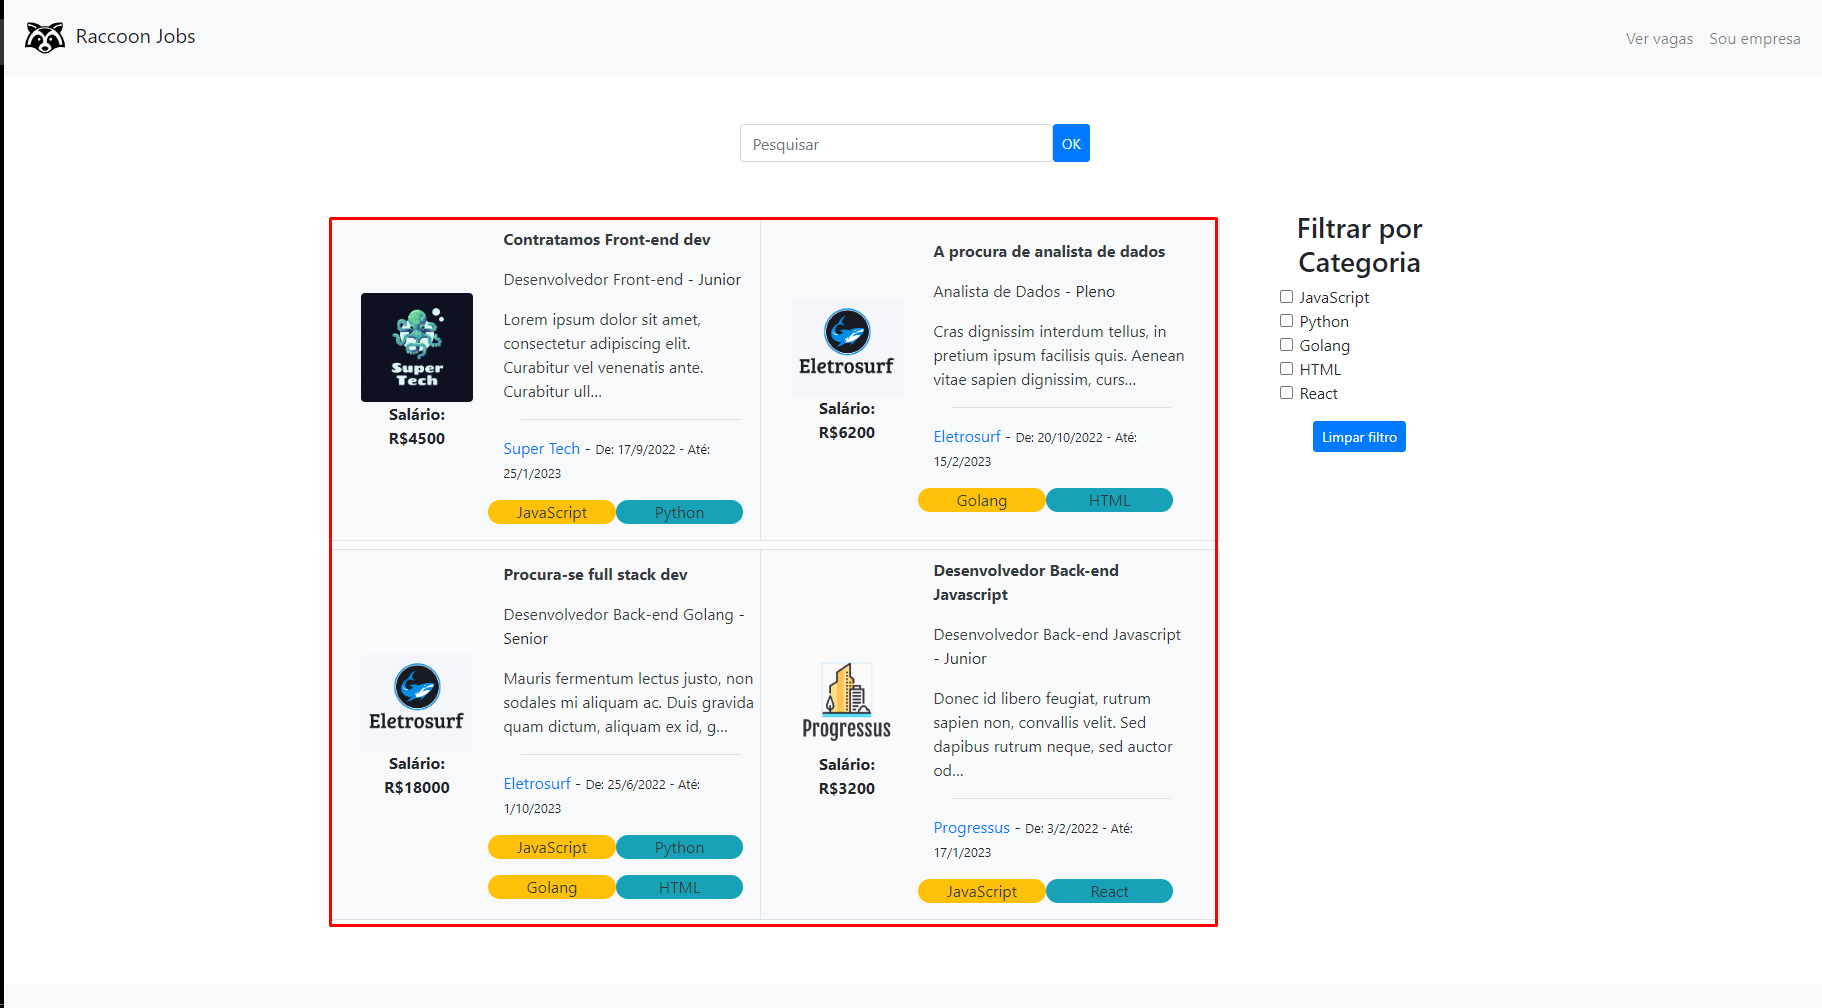 Raccoon Jobs
Ver vagas
Sou empresa
Pesquisar
OK
Contratamos Front-end dev
Desenvolvedor Front-end - Junior
Lorem ipsum dolor sit amet,
consectetur adipiscing elit.
Curabitur vel venenatis ante.
Curabitur ull...
Super
Tech
Salário:
R$4500
Super Tech - De: 17/9/2022 - Até:
25/1/2023
JavaScript
Python
A procura de analista de dados
Analista de Dados - Pleno
Cras dignissim interdum tellus, in
pretium ipsum facilisis quis. Aenean
vitae sapien dignissim, curs...
Eletrosurf
Salário:
R$6200
Eletrosurf - De: 20/10/2022 - Até:
15/2/2023
Golang
HTML
Procura-se full stack dev
Desenvolvedor Back-end Golang -
Senior
Mauris fermentum lectus justo, non
sodales mi aliquam ac. Duis gravida
quam dictum, aliquam ex id, g...
Eletrosurf
Salário:
R$18000
Eletrosurf - De: 25/6/2022 - Até:
1/10/2023
JavaScript
Python
Golang
HTML
Desenvolvedor Back-end
Javascript
Desenvolvedor Back-end Javascript
- Junior
Donec id libero feugiat, rutrum
sapien non, convallis velit. Sed
dapibus rutrum neque, sed auctor
od...
Progressus
Salário:
R$3200
Progressus - De: 3/2/2022 - Até:
17/1/2023
JavaScript
React
Filtrar por
Categoria
JavaScript
Python
Golang
HTML
React
Limpar filtro